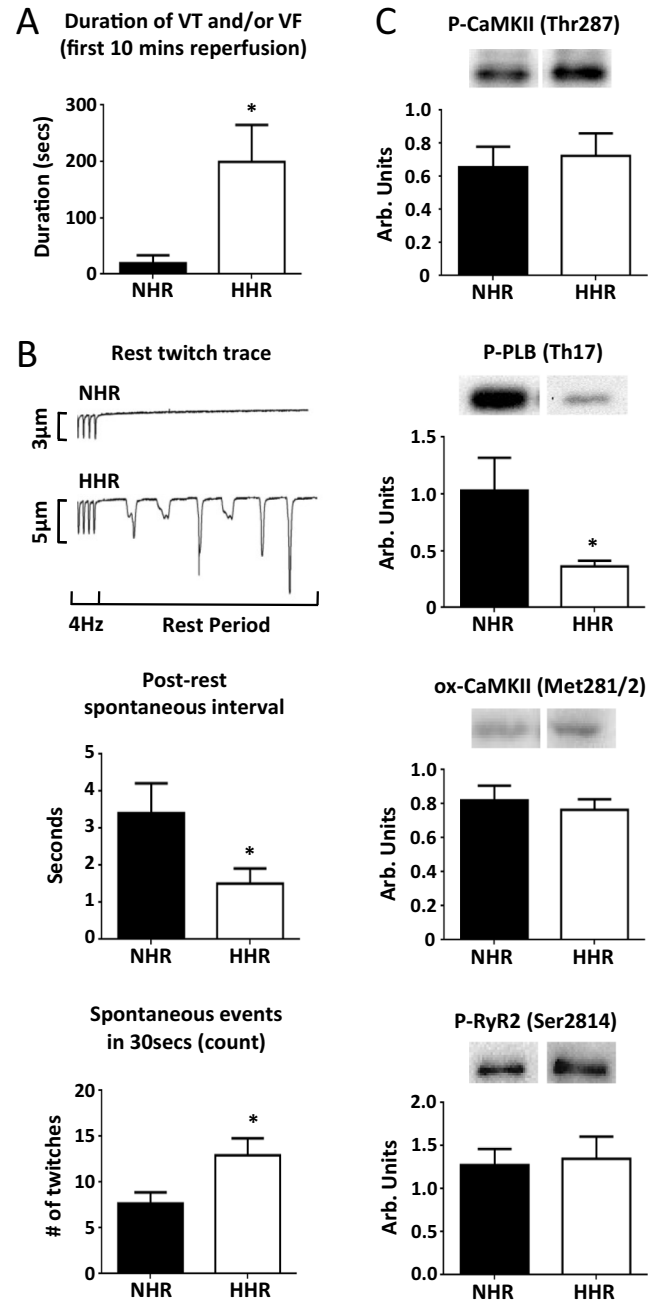 A
Duration of VT and/or VF
(first 10 mins reperfusion)
Duration (secs)
300
200
100
0
*
NHR
HHR
B
Rest twitch trace
NHR
3μm
HHR
5μm
4Hz
Rest Period
Post-rest
spontaneous interval
Seconds
5
4
3
2
1
0
*
NHR
HHR
Spontaneous events
in 30secs (count)
# of twitches
20
15
10
5
0
*
NHR
HHR
C
P-CaMKII (Thr287)
Arb. Units
1.0
0.8
0.6
0.4
0.2
0
NHR
HHR
P-PLB (Th17)
Arb. Units
1.5
1.0
0.5
0
*
NHR
HHR
ox-CaMKII (Met281/2)
Arb. Units
1.0
0.8
0.6
0.4
0.2
0
NHR
HHR
P-RyR2 (Ser2814)
Arb. Units
2.0
1.5
1.0
0.5
0.0
NHR
HHR